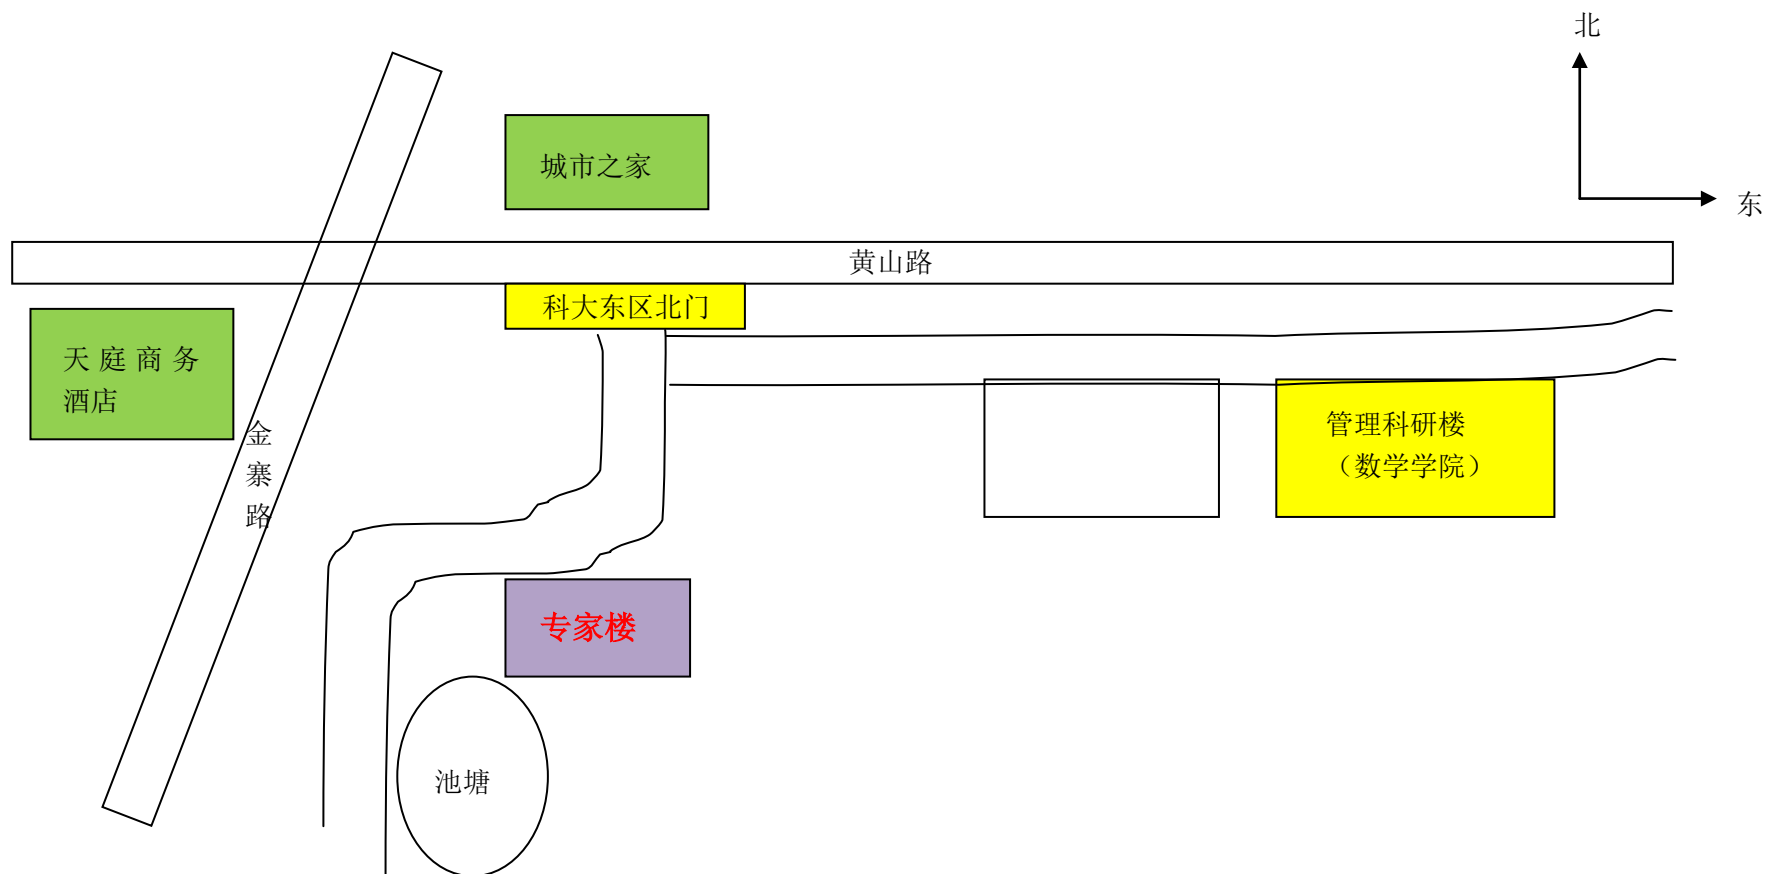 北
东
城市之家
黄山路
科大东区北门
天庭商务
酒店
金
寨
路
管理科研楼
（数学学院）
专家楼
池塘